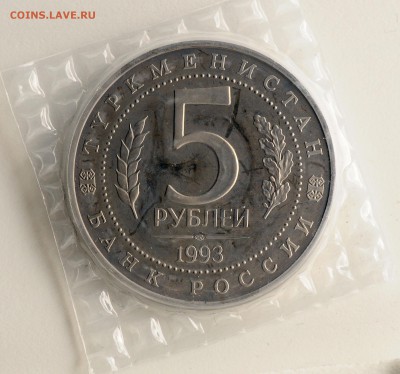 COINS.LAVE.RU
ТУРКМЕНИСТАН
5
РУБЛЕЙ
1993
БАНК РОССИИ